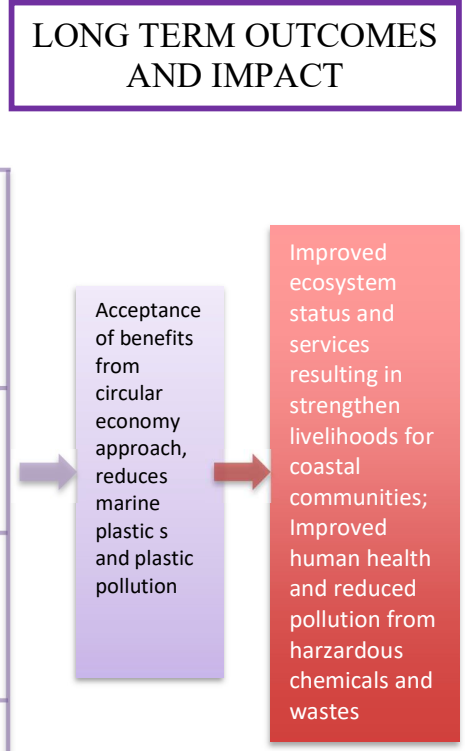 LONG TERM OUTCOMES
AND IMPACT
Acceptance
of benefits
from
circular
economy
approach,
reduces
marine
plastic s
and plastic
pollution
Improved
ecosystem
status and
services
resulting in
strengthen
livelihoods for
coastal
communities;
Improved
human health
and reduced
pollution from
harzardous
chemicals and
wastes